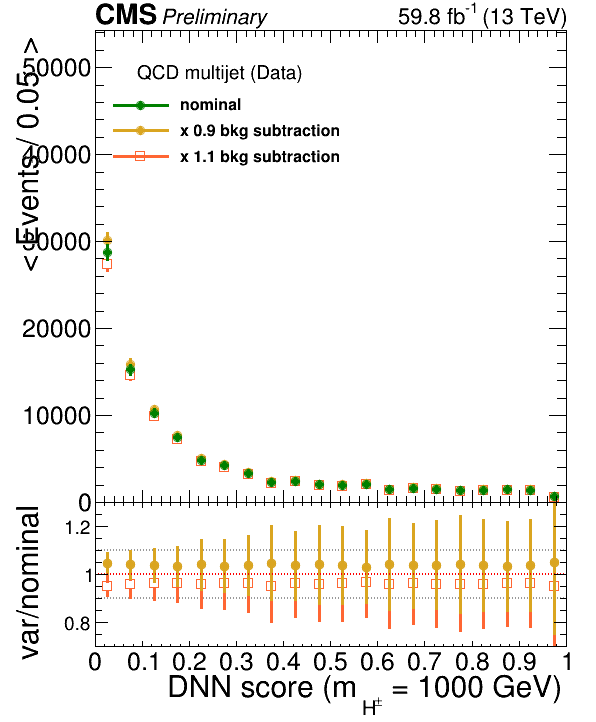 CMS Preliminary 59.8 fb⁻¹ (13 TeV)
<Events / 0.05>
50000
40000
30000
20000
10000
0
QCD multijet (Data)
nominal
x 0.9 bkg subtraction
x 1.1 bkg subtraction
var/nominal
1.2
1
0.8
0 0.1 0.2 0.3 0.4 0.5 0.6 0.7 0.8 0.9 1
DNN score (m_H± = 1000 GeV)